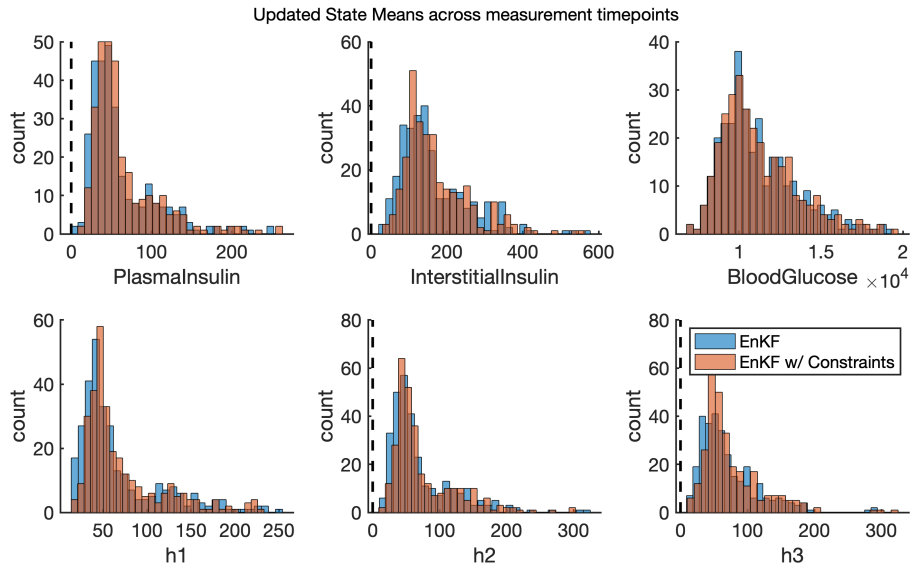 Updated State Means across measurement timepoints
50
40
30
20
10
0
count
0 100 200
PlasmaInsulin
60
40
20
0
count
0 200 400 600
InterstitialInsulin
40
30
20
10
0
count
1 1.5 2
BloodGlucose ×10⁴
60
40
20
0
count
50 100 150 200 250
h1
80
60
40
20
0
count
0 100 200 300
h2
80
60
40
20
0
count
EnKF
EnKF w/ Constraints
0 100 200 300
h3